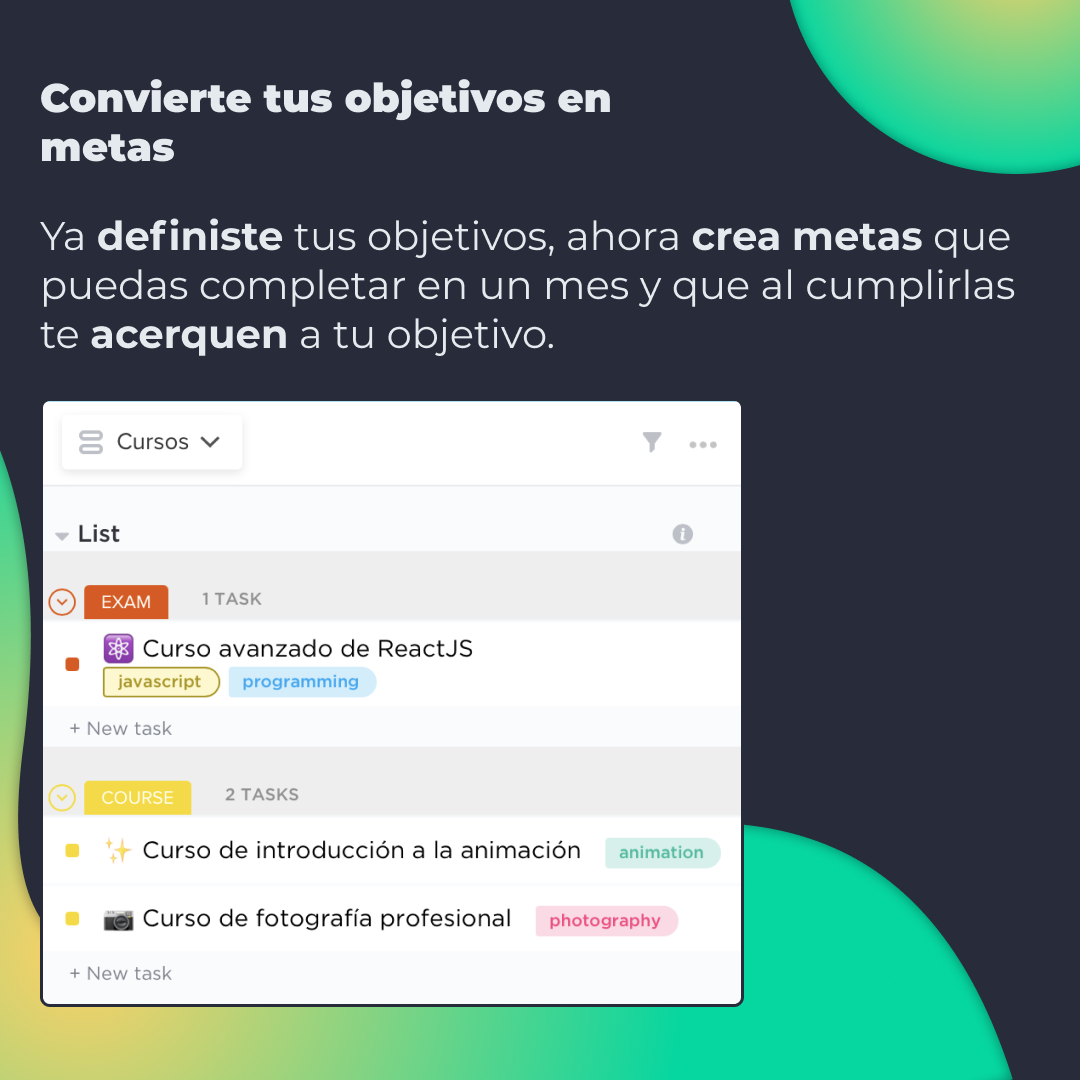 Convierte tus objetivos en
metas
Ya definiste tus objetivos, ahora crea metas que
puedas completar en un mes y que al cumplirlas
te acerquen a tu objetivo.
Cursos
List
EXAM 1 TASK
Curso avanzado de ReactJS
javascript programming
+ New task
COURSE 2 TASKS
Curso de introducción a la animación animation
Curso de fotografía profesional photography
+ New task